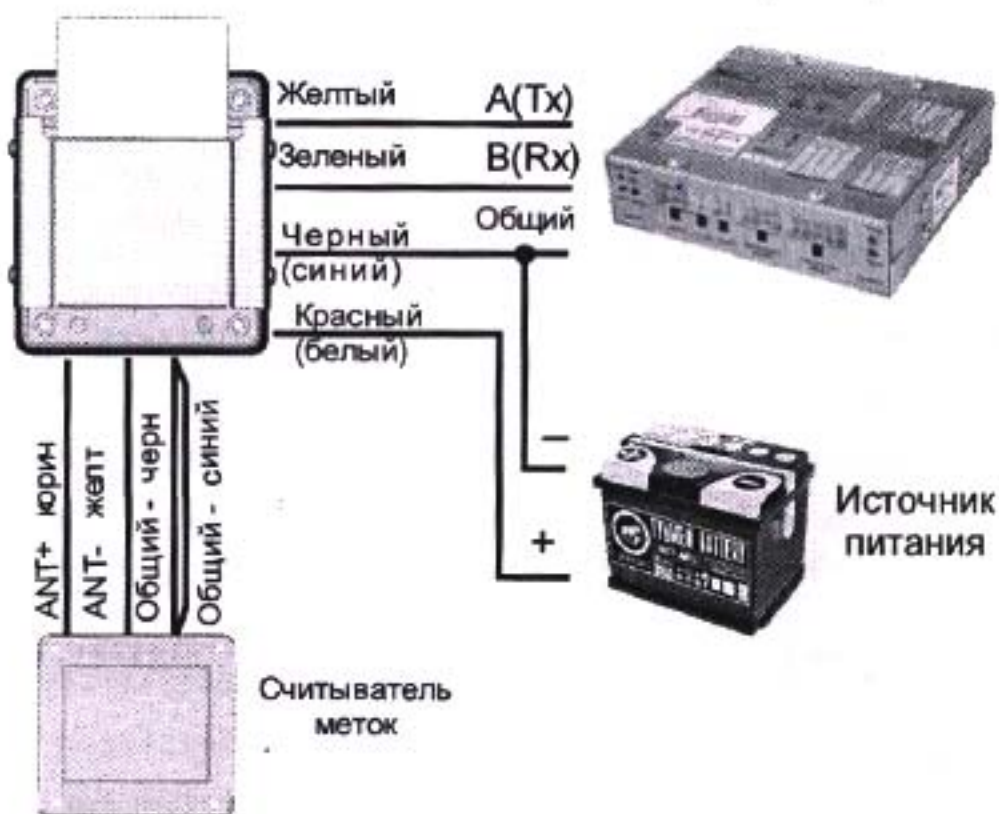 Желтый A(Tx)
Зеленый B(Rx)
Черный Общий
(синий)
Красный
(белый)
ANT+ корич
ANT- желт
Общий - черн
Общий - синий
−
+
Источник
питания
Считыватель
меток